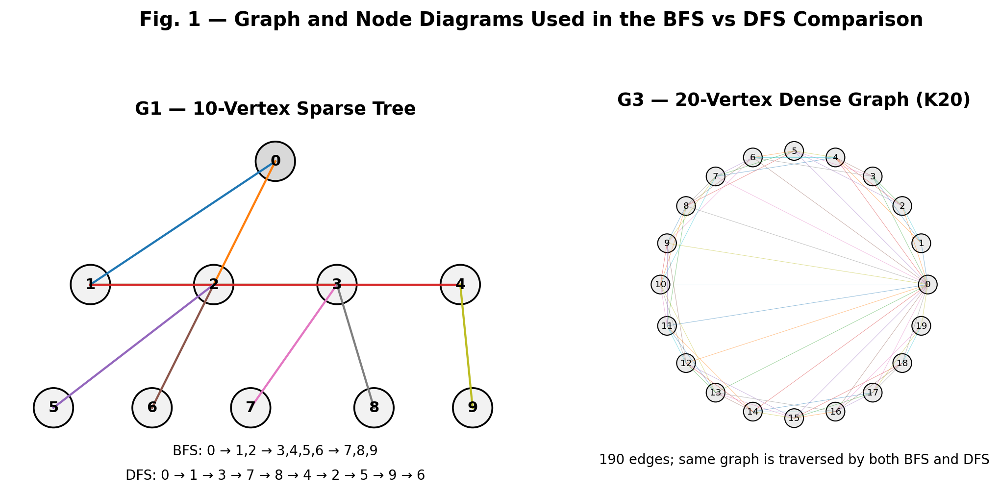 Fig. 1 — Graph and Node Diagrams Used in the BFS vs DFS Comparison
G1 — 10-Vertex Sparse Tree
0
1 2 3 4
5 6 7 8 9
BFS: 0 → 1,2 → 3,4,5,6 → 7,8,9
DFS: 0 → 1 → 3 → 7 → 8 → 4 → 2 → 5 → 9 → 6
G3 — 20-Vertex Dense Graph (K20)
5
6 4
7 3
8 2
9 1
10 0
11 19
12 18
13 17
14 16
15
190 edges; same graph is traversed by both BFS and DFS